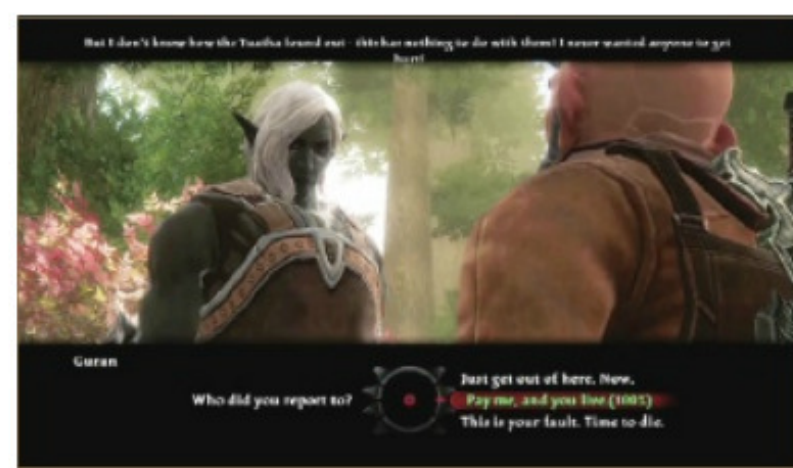 But I don't know how the Tuatha found out - this has nothing to do with them! I never wanted anyone to get
hurt!
Guran
Just get out of here. Now.
Who did you report to?
Pay me, and you live (100%)
This is your fault. Time to die.